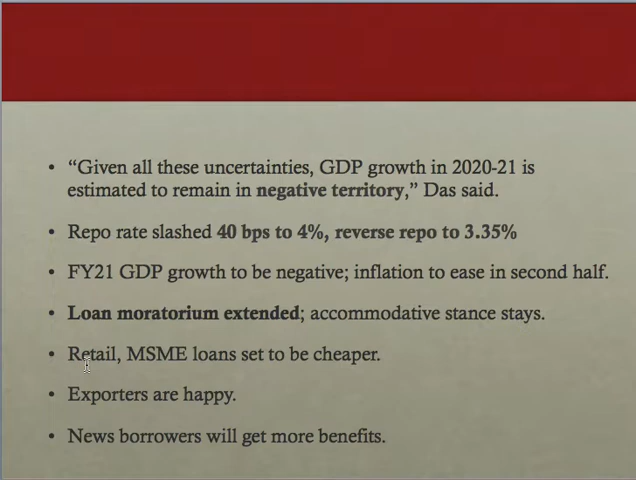 • “Given all these uncertainties, GDP growth in 2020-21 is
estimated to remain in negative territory,” Das said.
• Repo rate slashed 40 bps to 4%, reverse repo to 3.35%
• FY21 GDP growth to be negative; inflation to ease in second half.
• Loan moratorium extended; accommodative stance stays.
• Retail, MSME loans set to be cheaper.
• Exporters are happy.
• News borrowers will get more benefits.